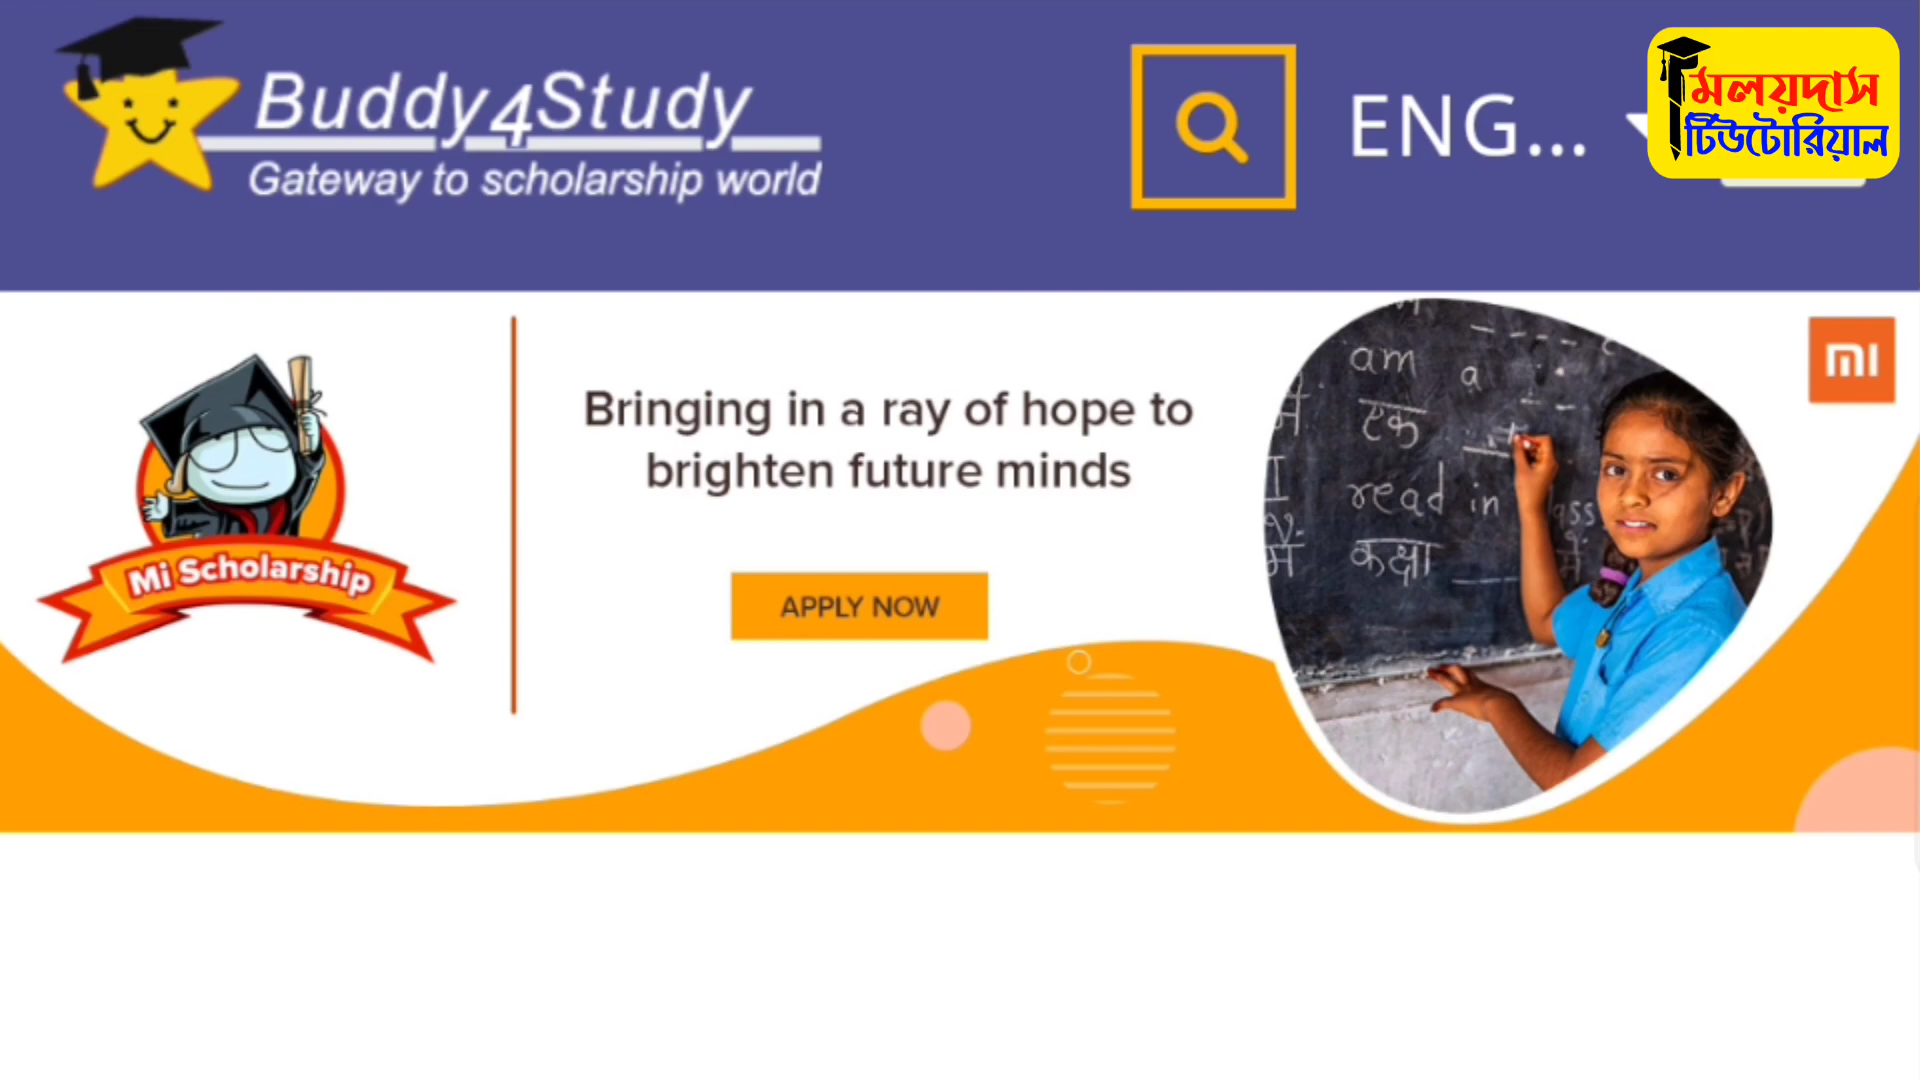 Buddy4Study
Gateway to scholarship world
ENG...
মলয়দাস
টিউটোরিয়াল
Mi Scholarship
Bringing in a ray of hope to
brighten future minds
APPLY NOW
MI
am a
एक
I read in
मैं कक्षा